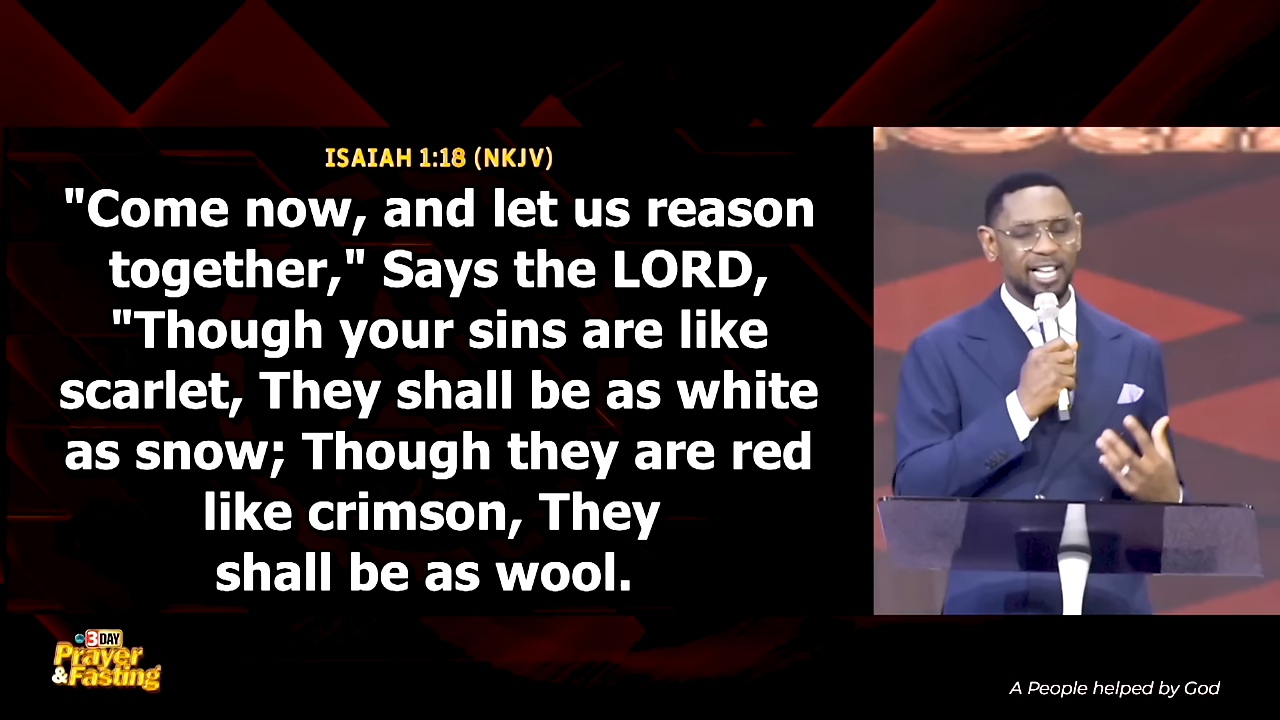 ISAIAH 1:18 (NKJV)
"Come now, and let us reason
together," Says the LORD,
"Though your sins are like
scarlet, They shall be as white
as snow; Though they are red
like crimson, They
shall be as wool.
3 DAY
Prayer
&Fasting
A People helped by God